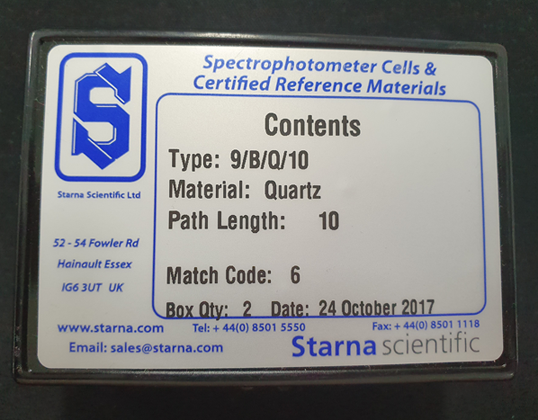 Spectrophotometer Cells &
Certified Reference Materials
S
Starna Scientific Ltd
52 - 54 Fowler Rd
Hainault Essex
IG6 3UT UK
Contents
Type: 9/B/Q/10
Material: Quartz
Path Length: 10
Match Code: 6
Box Qty: 2 Date: 24 October 2017
www.starna.com Tel: + 44(0) 8501 5550 Fax: + 44(0) 8501 1118
Email: sales@starna.com Starna scientific